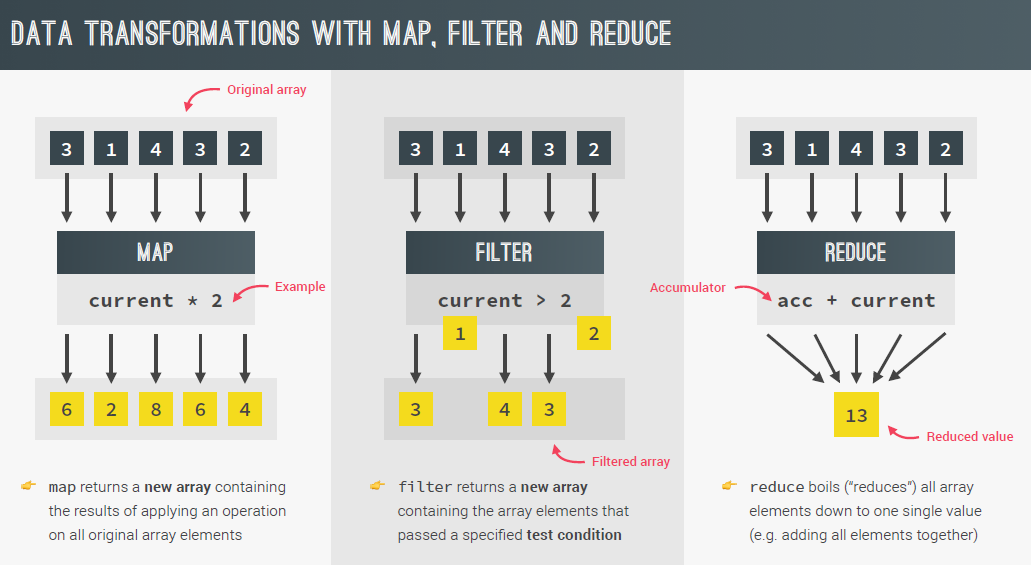 DATA TRANSFORMATIONS WITH MAP, FILTER AND REDUCE
Original array
3 1 4 3 2
MAP
current * 2
Example
6 2 8 6 4
map returns a new array containing
the results of applying an operation
on all original array elements
3 1 4 3 2
FILTER
current > 2
1 2
3 4 3
Filtered array
filter returns a new array
containing the array elements that
passed a specified test condition
3 1 4 3 2
REDUCE
Accumulator
acc + current
13
Reduced value
reduce boils (“reduces”) all array
elements down to one single value
(e.g. adding all elements together)